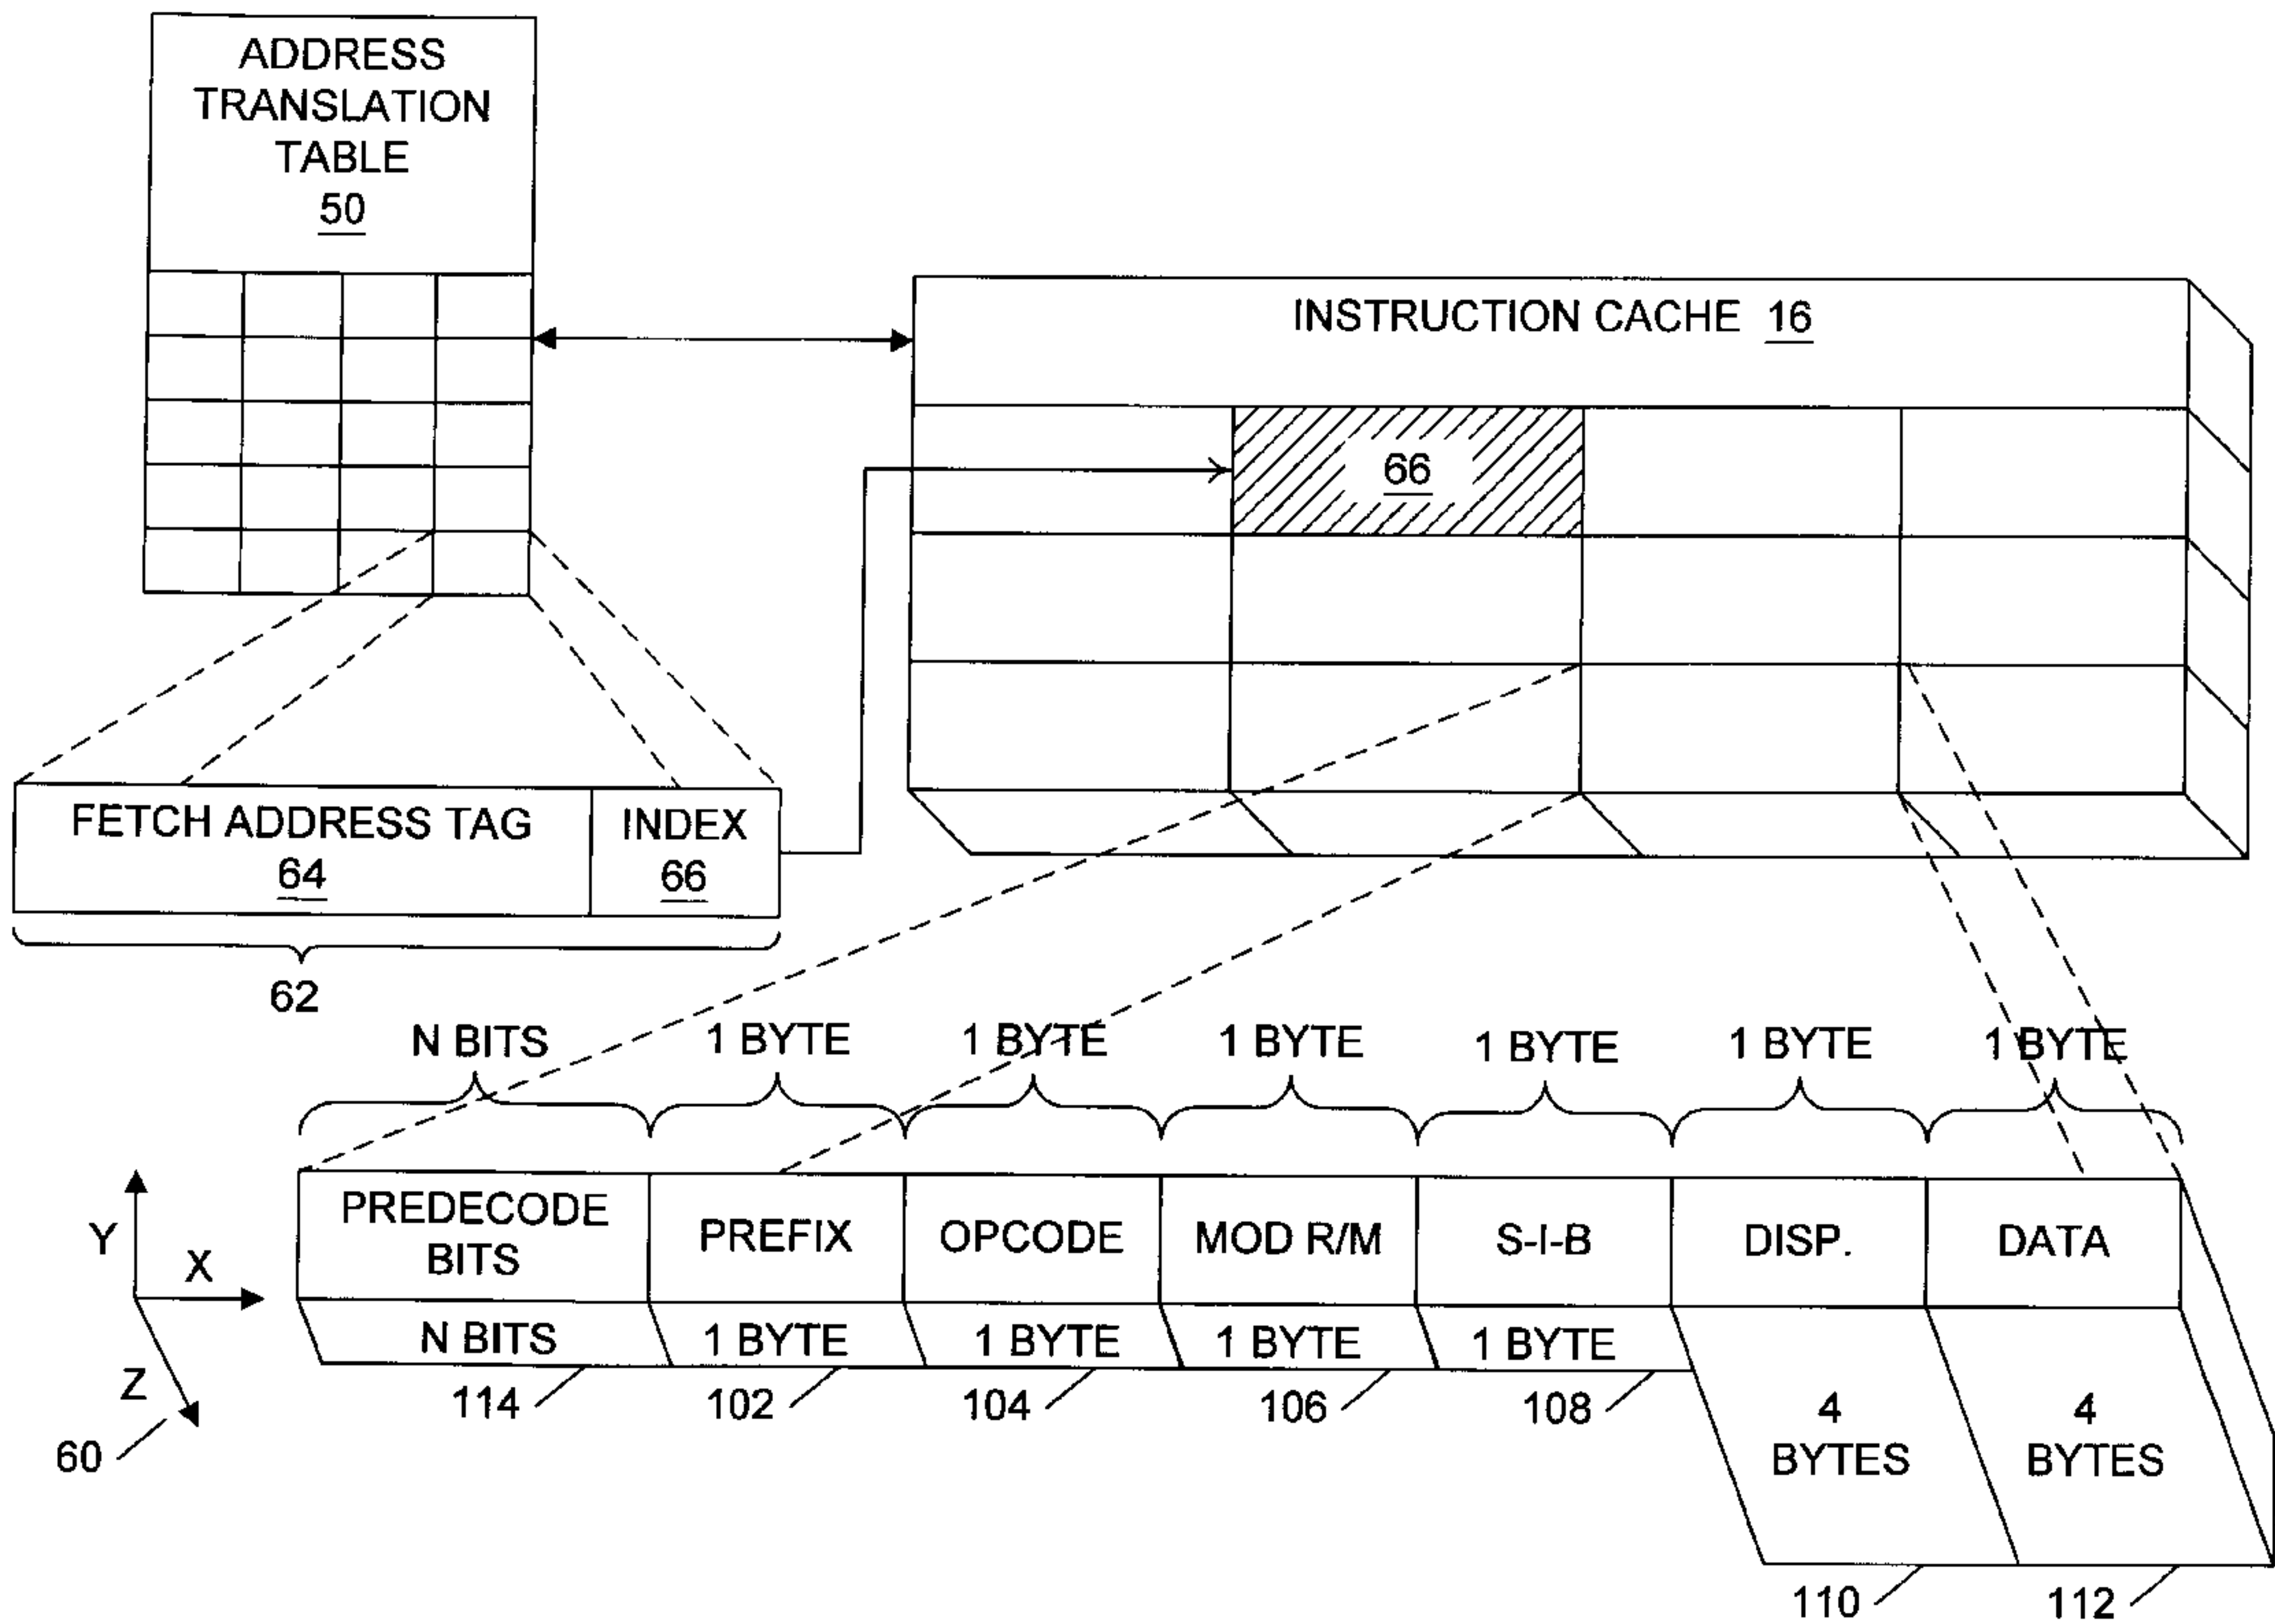 ADDRESS
TRANSLATION
TABLE
50
INSTRUCTION CACHE 16
66
FETCH ADDRESS TAG
64
INDEX
66
62
N BITS
1 BYTE
1 BYTE
1 BYTE
1 BYTE
1 BYTE
1 BYTE
PREDECODE
BITS
PREFIX
OPCODE
MOD R/M
S-I-B
DISP.
DATA
Y
X
Z
60
N BITS
1 BYTE
1 BYTE
1 BYTE
1 BYTE
114
102
104
106
108
4
BYTES
4
BYTES
110
112